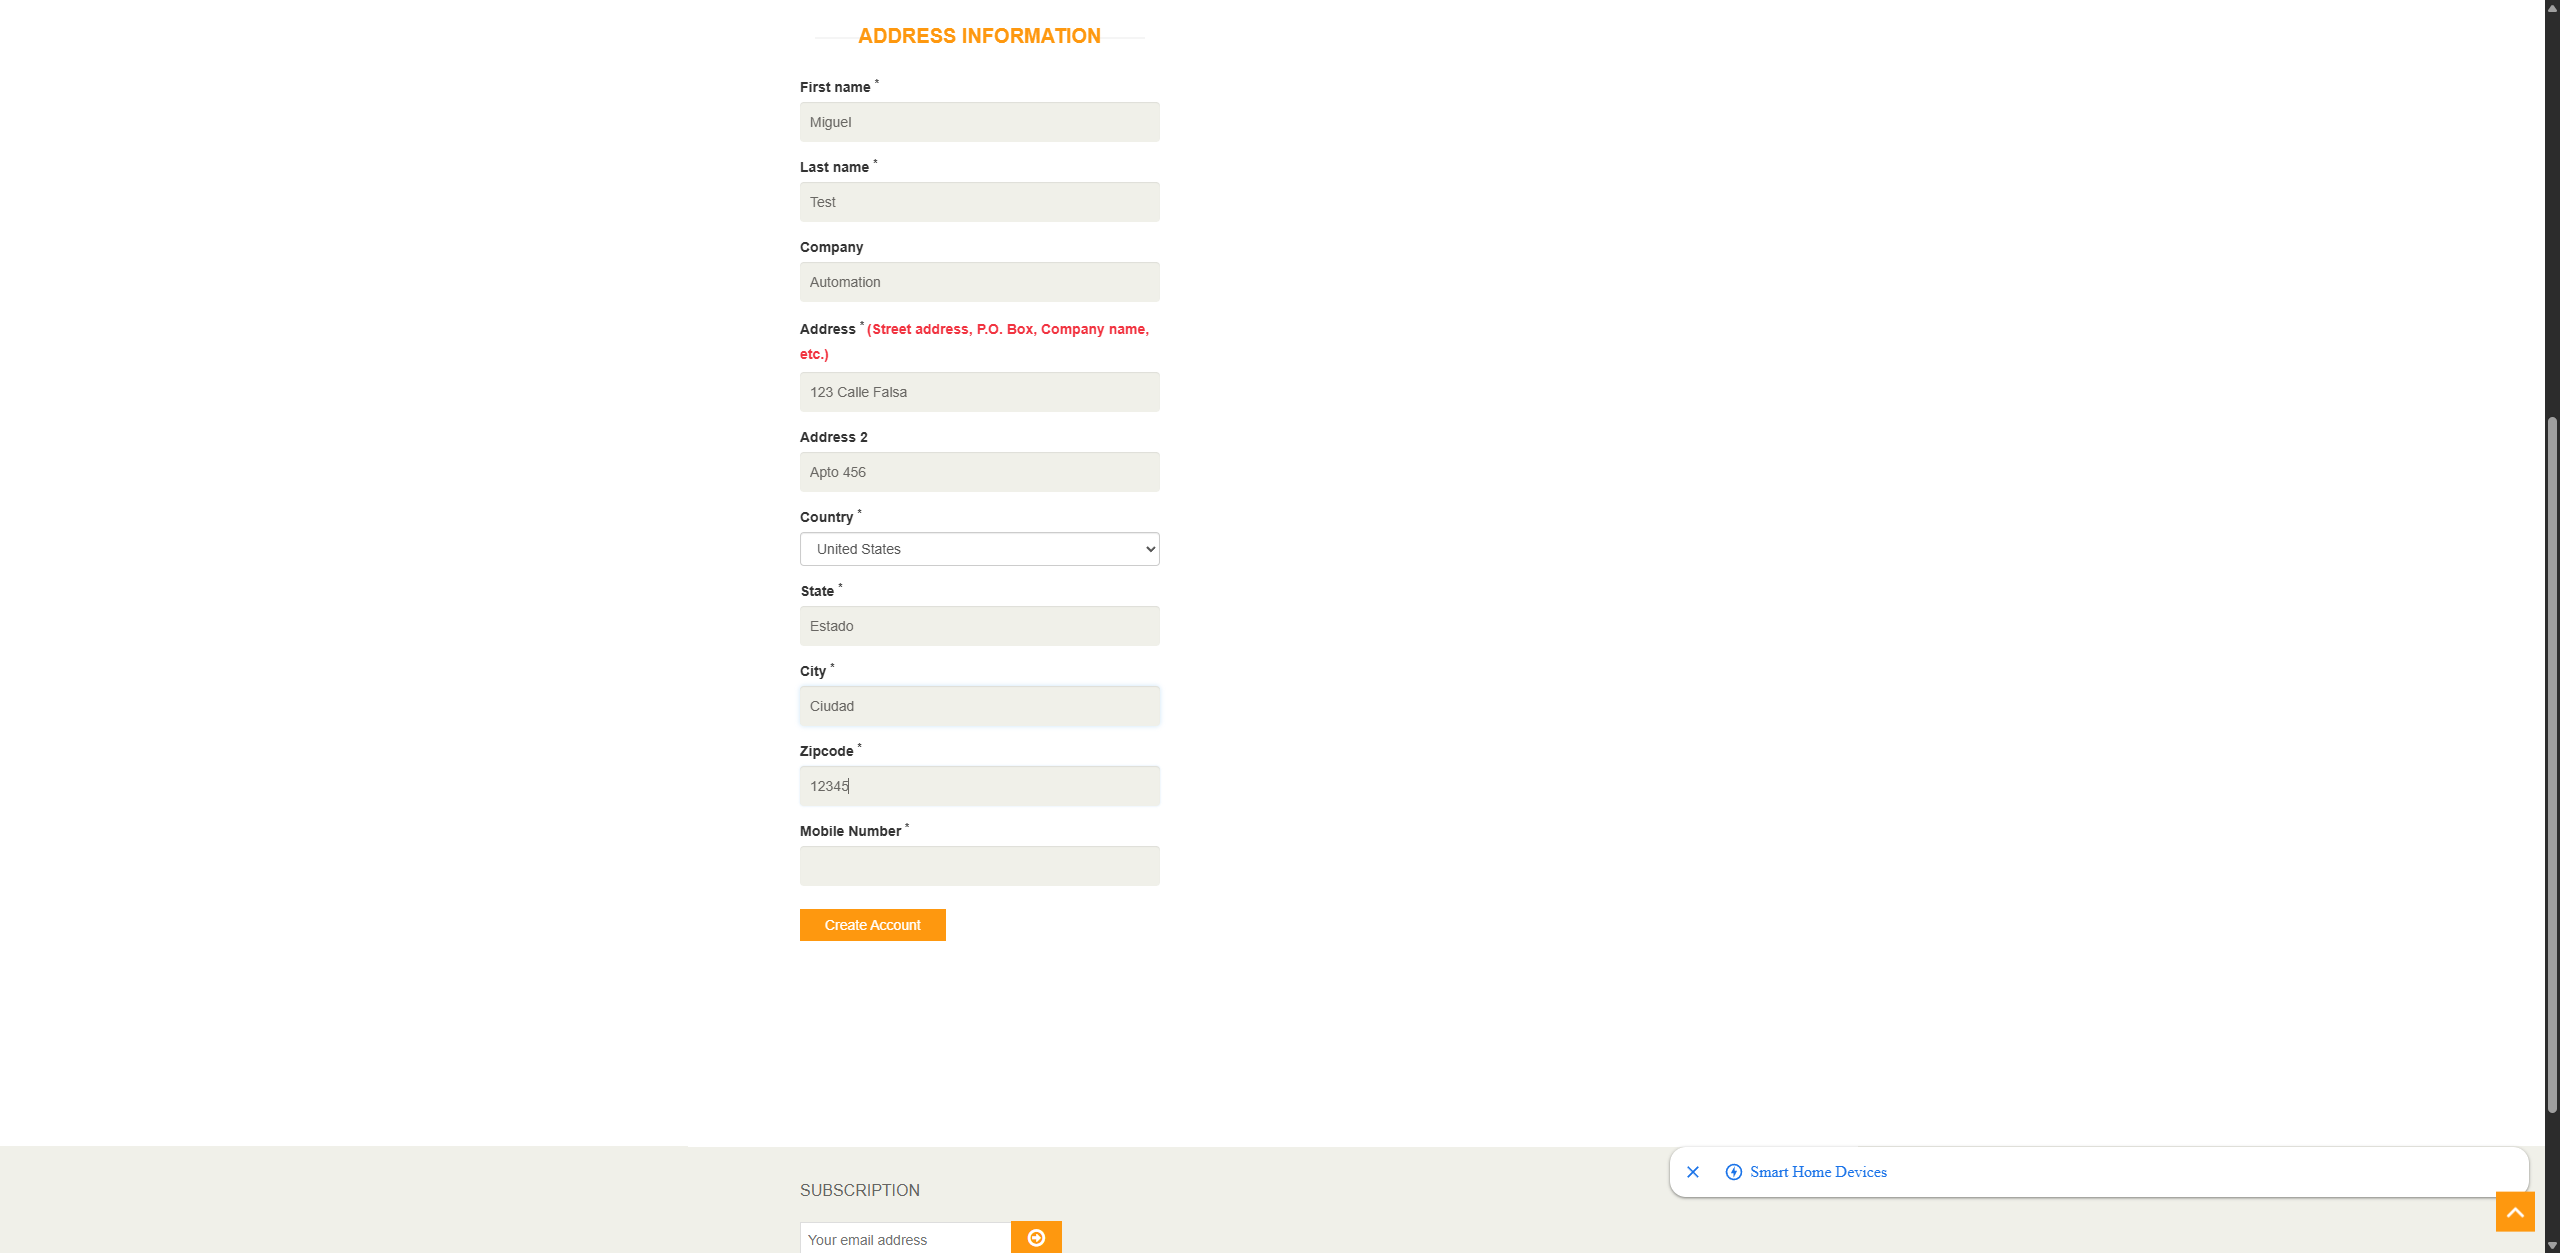 ADDRESS INFORMATION
First name *
Miguel
Last name *
Test
Company
Automation
Address * (Street address, P.O. Box, Company name,
etc.)
123 Calle Falsa
Address 2
Apto 456
Country *
United States
State *
Estado
City *
Ciudad
Zipcode *
12345
Mobile Number *
Create Account
Smart Home Devices
SUBSCRIPTION
Your email address